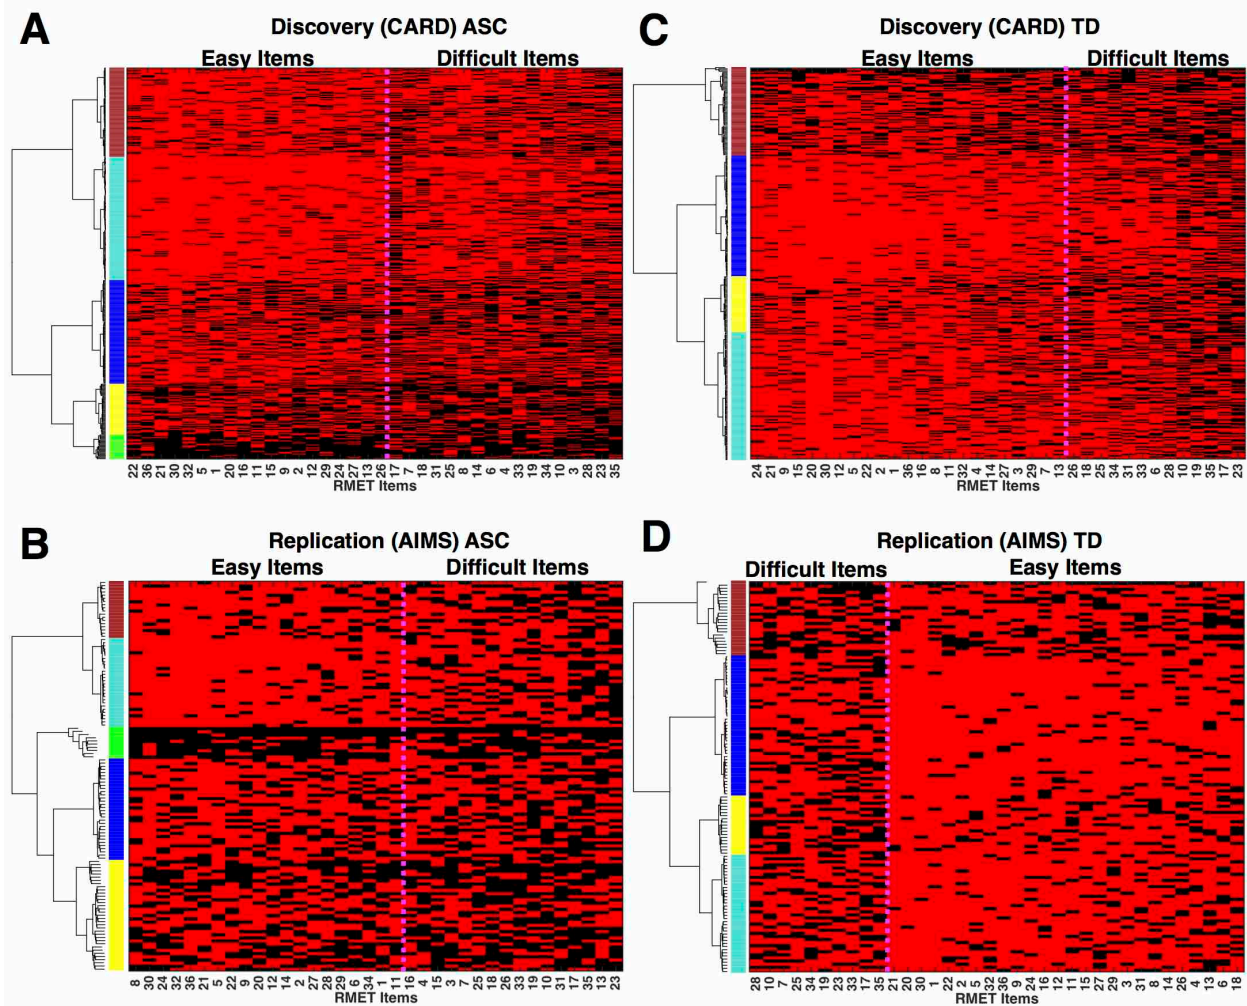 A
Discovery (CARD) ASC
Easy Items
Difficult Items
22 36 21 30 32 5 1 20 16 11 15 9 2 12 29 24 27 13 26 17 7 18 31 25 8 14 6 4 33 19 34 10 3 28 23 35
RMET Items
C
Discovery (CARD) TD
Easy Items
Difficult Items
24 21 9 15 20 30 12 5 22 2 1 36 16 8 11 32 4 14 27 3 29 7 13 26 18 25 34 31 33 6 28 10 19 35 17 23
RMET Items
B
Replication (AIMS) ASC
Easy Items
Difficult Items
8 30 24 32 36 21 5 22 9 20 12 14 2 27 28 29 6 34 1 11 16 4 15 3 7 25 18 26 33 19 10 31 17 35 13 23
RMET Items
D
Replication (AIMS) TD
Difficult Items
Easy Items
28 10 7 25 34 19 23 33 17 35 21 20 30 1 22 2 5 32 36 9 24 16 12 11 15 27 29 3 31 8 14 26 4 13 6 18
RMET Items